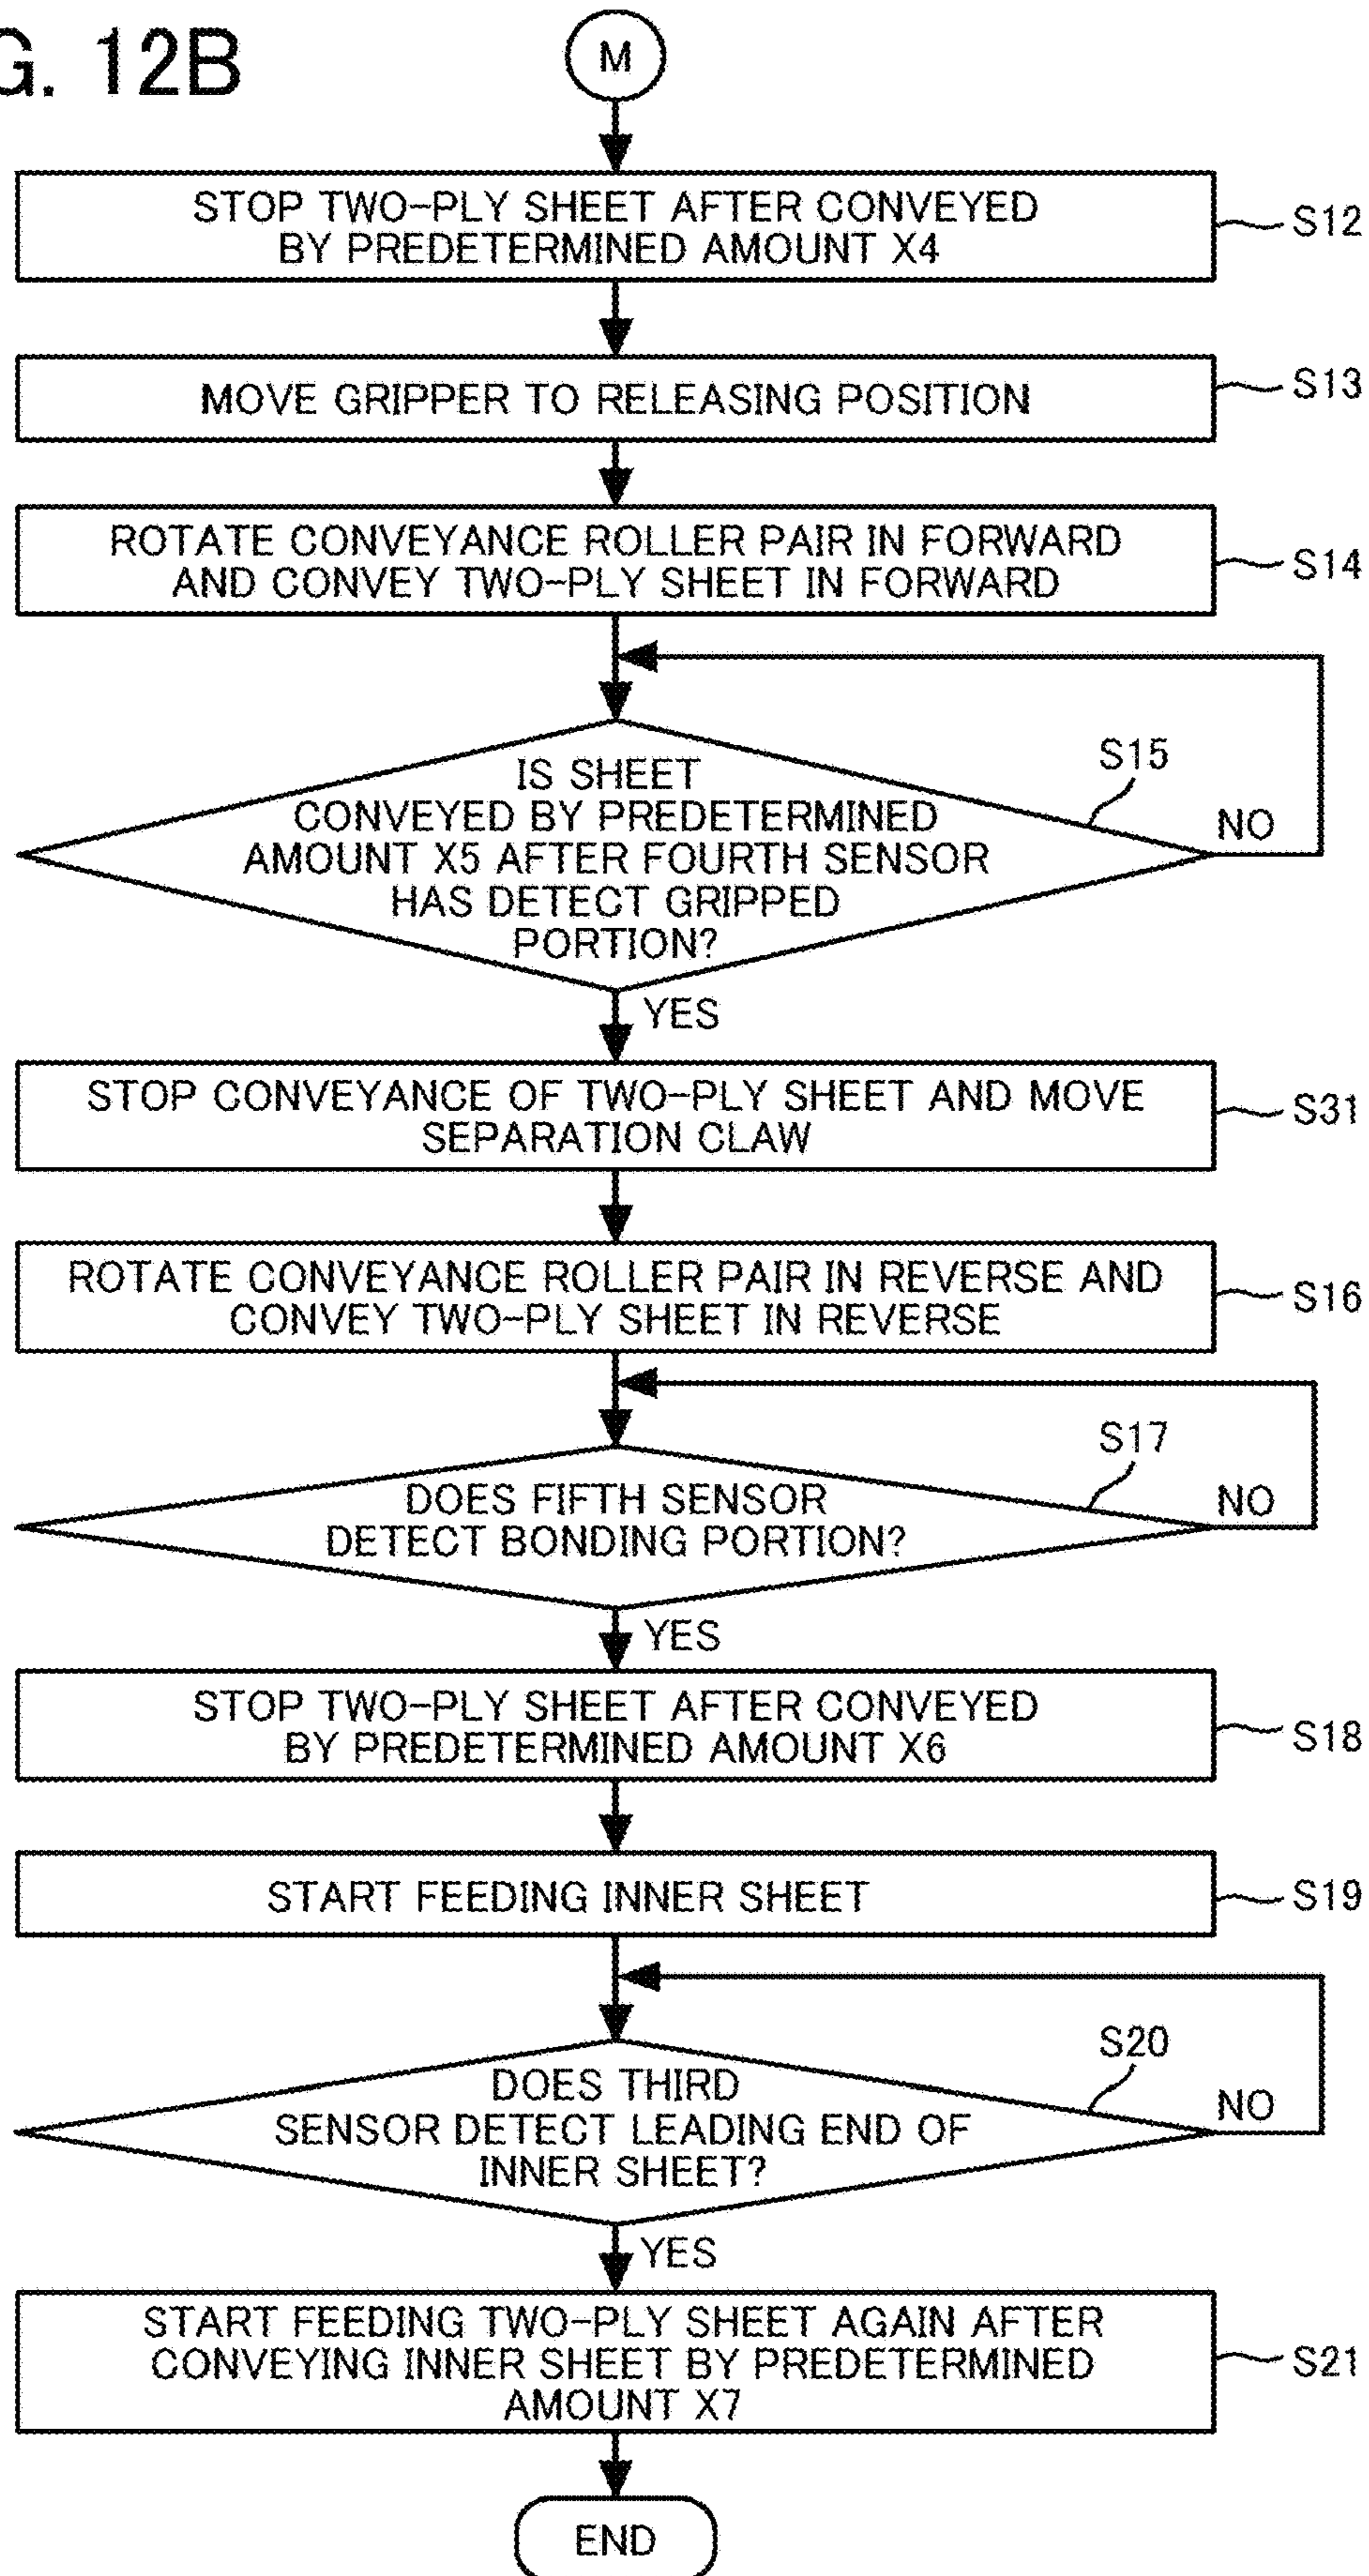 G. 12B
M
STOP TWO-PLY SHEET AFTER CONVEYED
BY PREDETERMINED AMOUNT X4
S12
MOVE GRIPPER TO RELEASING POSITION
S13
ROTATE CONVEYANCE ROLLER PAIR IN FORWARD
AND CONVEY TWO-PLY SHEET IN FORWARD
S14
IS SHEET
CONVEYED BY PREDETERMINED
AMOUNT X5 AFTER FOURTH SENSOR
HAS DETECT GRIPPED
PORTION?
S15
NO
YES
STOP CONVEYANCE OF TWO-PLY SHEET AND MOVE
SEPARATION CLAW
S31
ROTATE CONVEYANCE ROLLER PAIR IN REVERSE AND
CONVEY TWO-PLY SHEET IN REVERSE
S16
DOES FIFTH SENSOR
DETECT BONDING PORTION?
S17
NO
YES
STOP TWO-PLY SHEET AFTER CONVEYED
BY PREDETERMINED AMOUNT X6
S18
START FEEDING INNER SHEET
S19
DOES THIRD
SENSOR DETECT LEADING END OF
INNER SHEET?
S20
NO
YES
START FEEDING TWO-PLY SHEET AGAIN AFTER
CONVEYING INNER SHEET BY PREDETERMINED
AMOUNT X7
S21
END